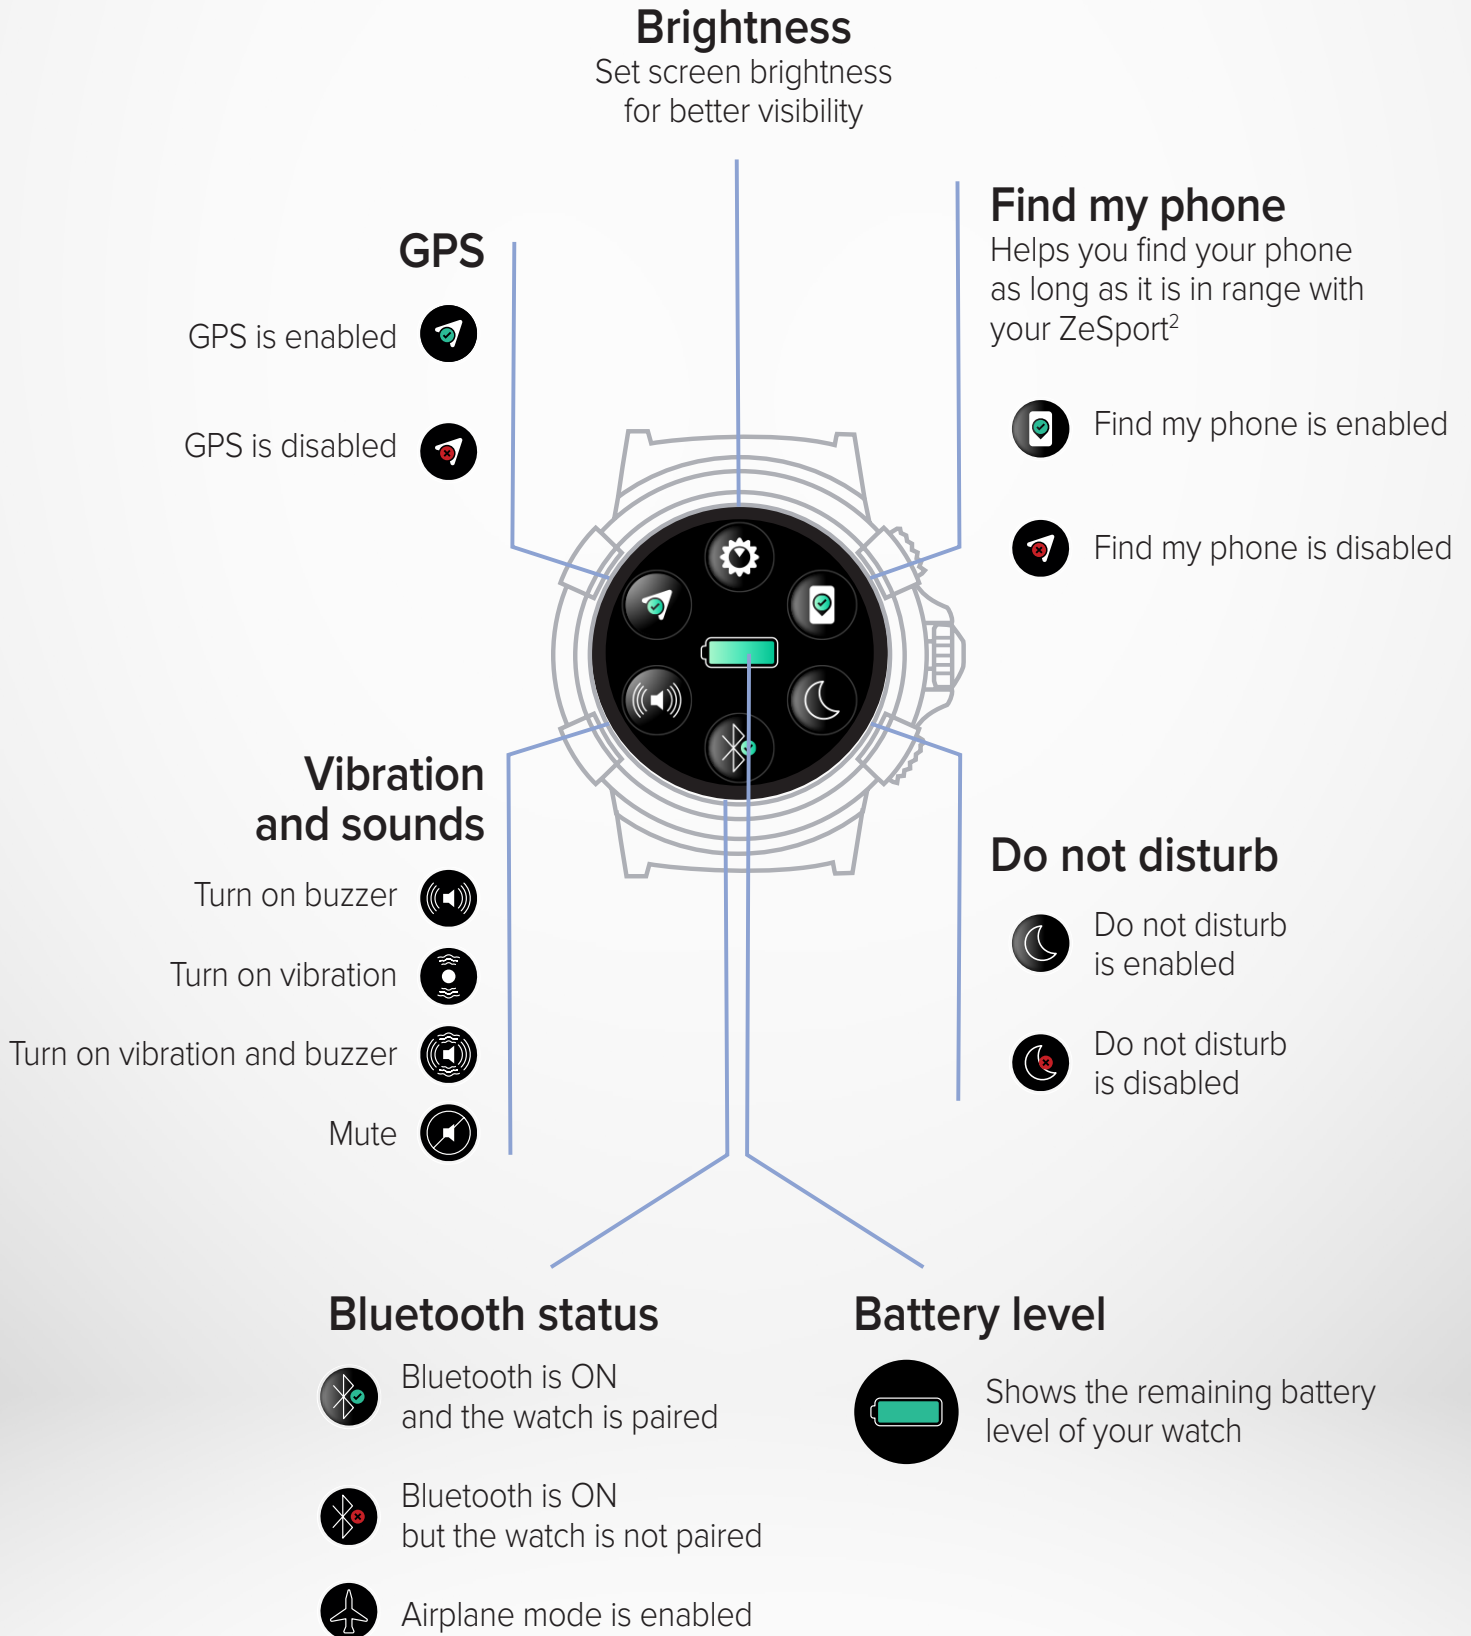 Brightness
Set screen brightness
for better visibility
GPS
GPS is enabled
GPS is disabled
Find my phone
Helps you find your phone
as long as it is in range with
your ZeSport²
Find my phone is enabled
Find my phone is disabled
Vibration
and sounds
Turn on buzzer
Turn on vibration
Turn on vibration and buzzer
Mute
Do not disturb
Do not disturb
is enabled
Do not disturb
is disabled
Bluetooth status
Bluetooth is ON
and the watch is paired
Bluetooth is ON
but the watch is not paired
Airplane mode is enabled
Battery level
Shows the remaining battery
level of your watch